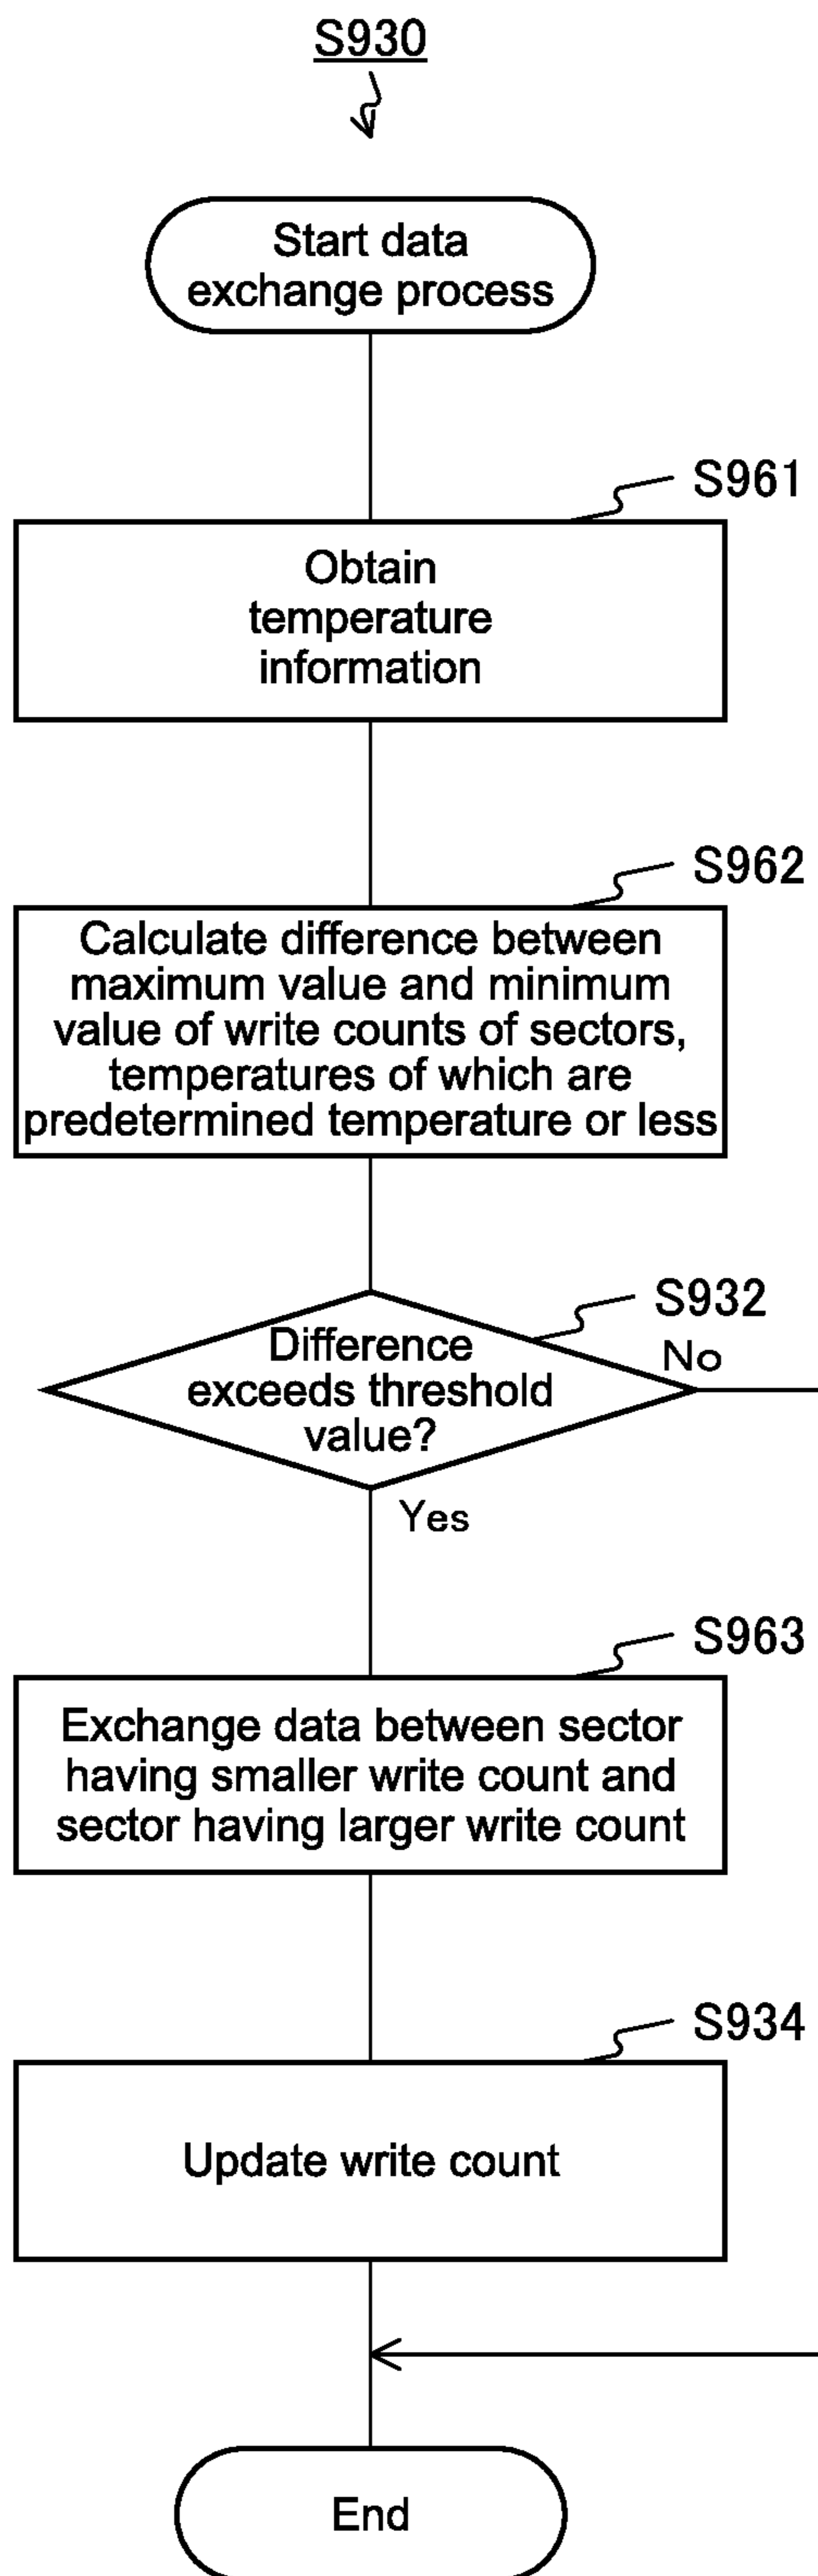 S930
Start data
exchange process
S961
Obtain
temperature
information
S962
Calculate difference between
maximum value and minimum
value of write counts of sectors,
temperatures of which are
predetermined temperature or less
S932
Difference
exceeds threshold
value?
No
Yes
S963
Exchange data between sector
having smaller write count and
sector having larger write count
S934
Update write count
End